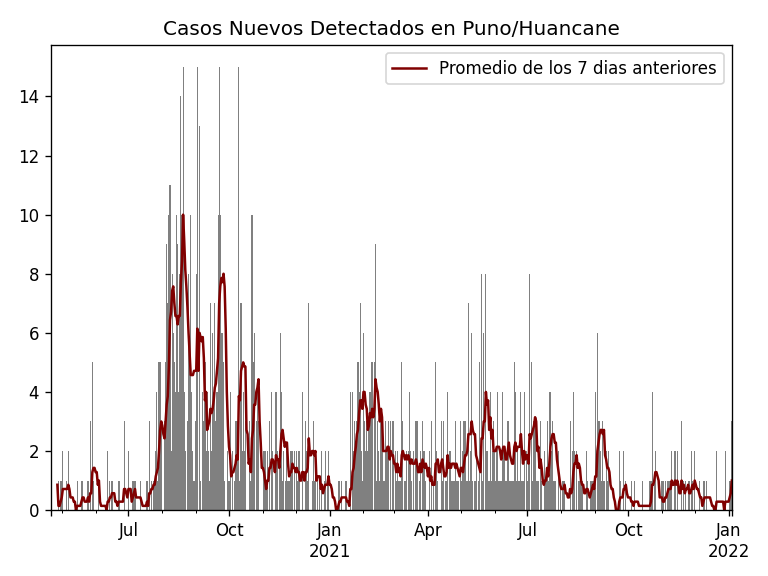 Casos Nuevos Detectados en Puno/Huancane
Promedio de los 7 dias anteriores
14
12
10
8
6
4
2
0
Jul
Oct
Jan
2021
Apr
Jul
Oct
Jan
2022